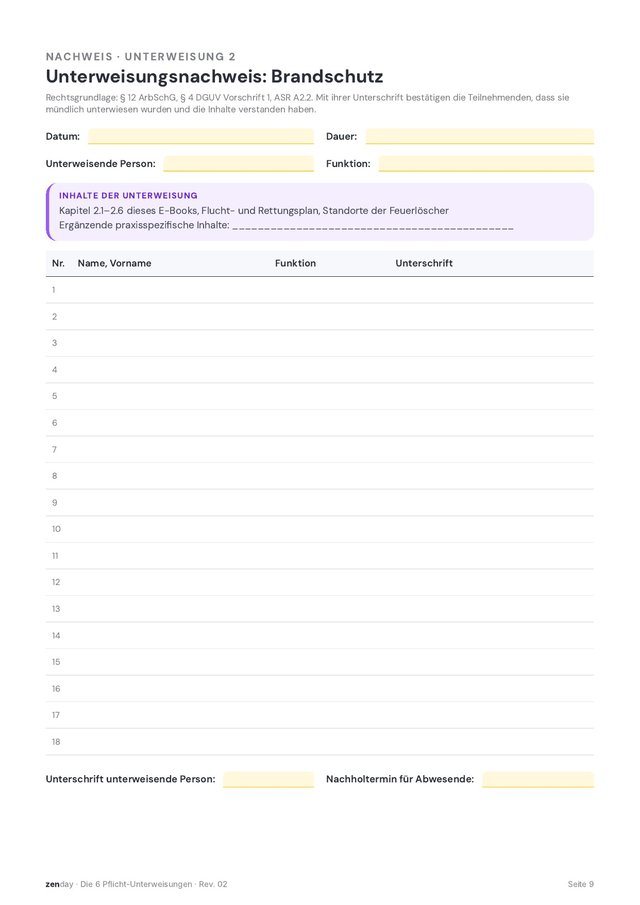 NACHWEIS · UNTERWEISUNG 2
Unterweisungsnachweis: Brandschutz
Rechtsgrundlage: § 12 ArbSchG, § 4 DGUV Vorschrift 1, ASR A2.2. Mit ihrer Unterschrift bestätigen die Teilnehmenden, dass sie
mündlich unterwiesen wurden und die Inhalte verstanden haben.
Datum: Dauer:
Unterweisende Person: Funktion:
INHALTE DER UNTERWEISUNG
Kapitel 2.1–2.6 dieses E-Books, Flucht- und Rettungsplan, Standorte der Feuerlöscher
Ergänzende praxisspezifische Inhalte: ____________________________________________
Nr. Name, Vorname Funktion Unterschrift
1
2
3
4
5
6
7
8
9
10
11
12
13
14
15
16
17
18
Unterschrift unterweisende Person: Nachholtermin für Abwesende:
zenday · Die 6 Pflicht-Unterweisungen · Rev. 02 Seite 9